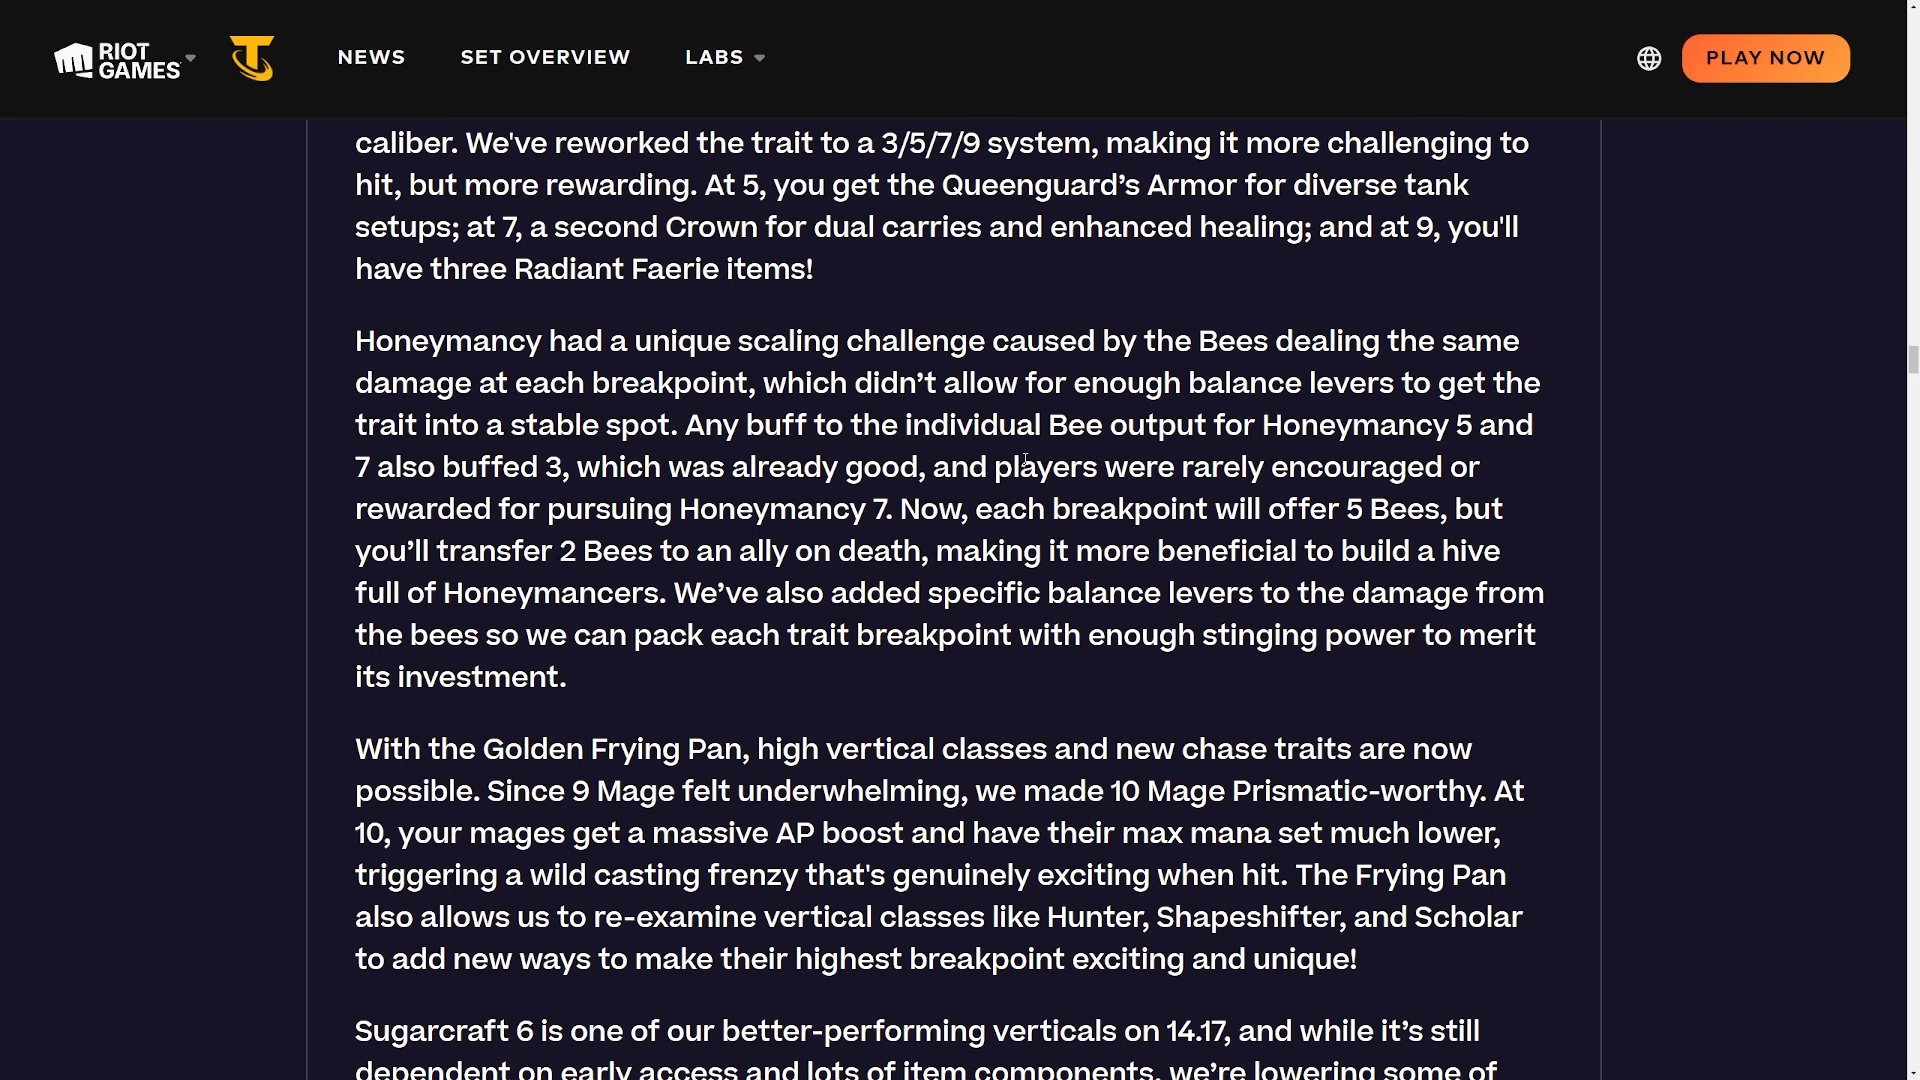 RIOT
GAMES
NEWS
SET OVERVIEW
LABS
PLAY NOW
caliber. We've reworked the trait to a 3/5/7/9 system, making it more challenging to
hit, but more rewarding. At 5, you get the Queenguard’s Armor for diverse tank
setups; at 7, a second Crown for dual carries and enhanced healing; and at 9, you'll
have three Radiant Faerie items!
Honeymancy had a unique scaling challenge caused by the Bees dealing the same
damage at each breakpoint, which didn’t allow for enough balance levers to get the
trait into a stable spot. Any buff to the individual Bee output for Honeymancy 5 and
7 also buffed 3, which was already good, and players were rarely encouraged or
rewarded for pursuing Honeymancy 7. Now, each breakpoint will offer 5 Bees, but
you’ll transfer 2 Bees to an ally on death, making it more beneficial to build a hive
full of Honeymancers. We’ve also added specific balance levers to the damage from
the bees so we can pack each trait breakpoint with enough stinging power to merit
its investment.
With the Golden Frying Pan, high vertical classes and new chase traits are now
possible. Since 9 Mage felt underwhelming, we made 10 Mage Prismatic-worthy. At
10, your mages get a massive AP boost and have their max mana set much lower,
triggering a wild casting frenzy that's genuinely exciting when hit. The Frying Pan
also allows us to re-examine vertical classes like Hunter, Shapeshifter, and Scholar
to add new ways to make their highest breakpoint exciting and unique!
Sugarcraft 6 is one of our better-performing verticals on 14.17, and while it’s still
dependent on early access and lots of item components, we’re lowering some of